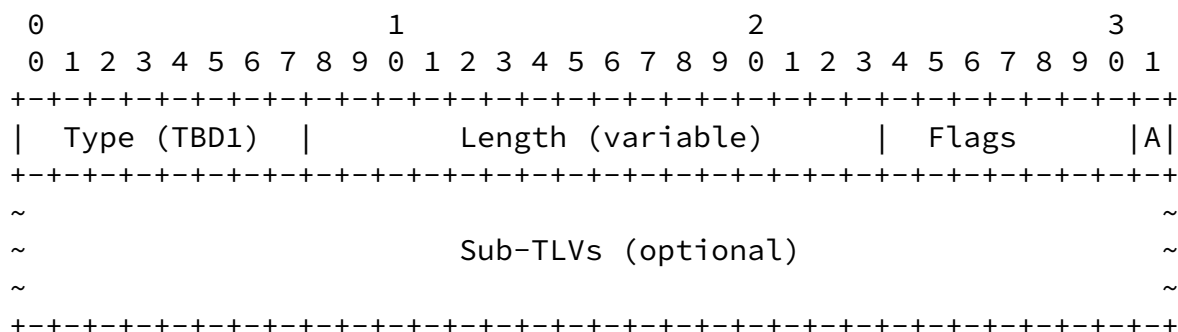 0                   1                   2                   3
 0 1 2 3 4 5 6 7 8 9 0 1 2 3 4 5 6 7 8 9 0 1 2 3 4 5 6 7 8 9 0 1
+-+-+-+-+-+-+-+-+-+-+-+-+-+-+-+-+-+-+-+-+-+-+-+-+-+-+-+-+-+-+-+-+
|  Type (TBD1)  |        Length (variable)      |  Flags      |A|
+-+-+-+-+-+-+-+-+-+-+-+-+-+-+-+-+-+-+-+-+-+-+-+-+-+-+-+-+-+-+-+-+
~                                                               ~
~                        Sub-TLVs (optional)                    ~
~                                                               ~
+-+-+-+-+-+-+-+-+-+-+-+-+-+-+-+-+-+-+-+-+-+-+-+-+-+-+-+-+-+-+-+-+